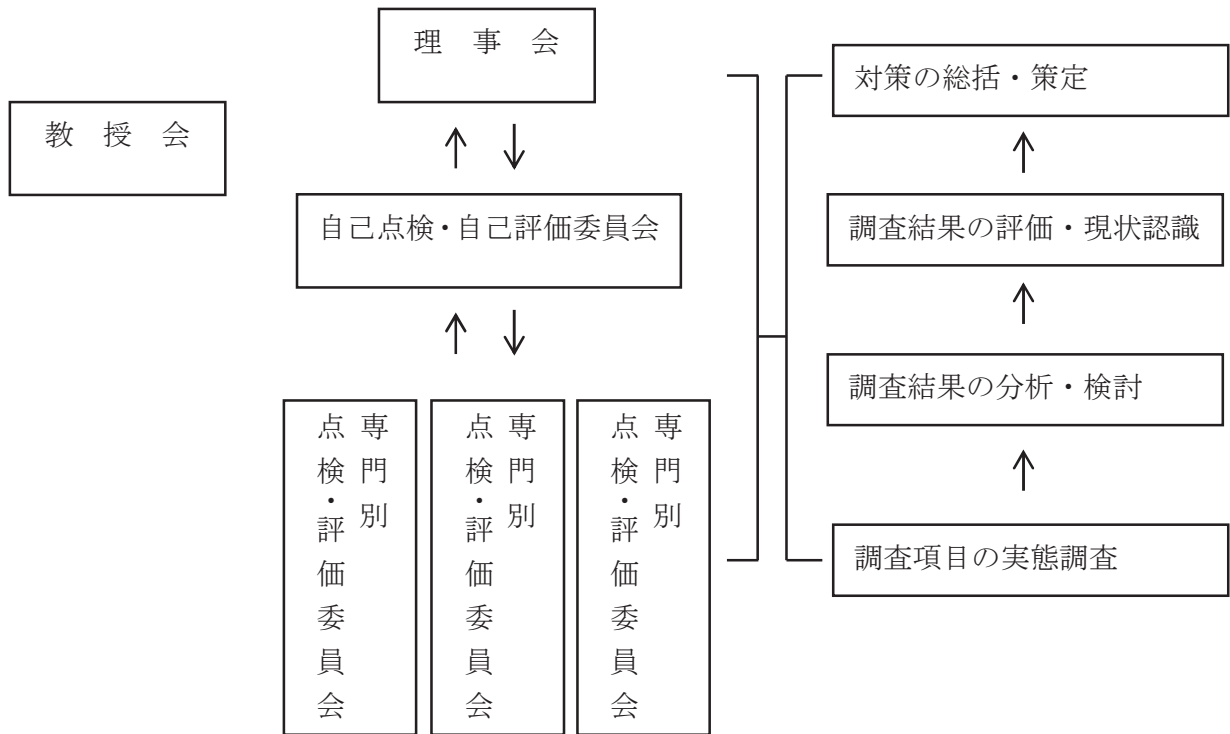 理　事　会
教　授　会
自己点検・自己評価委員会
専門別
点検・評価委員会
専門別
点検・評価委員会
専門別
点検・評価委員会
対策の総括・策定
調査結果の評価・現状認識
調査結果の分析・検討
調査項目の実態調査